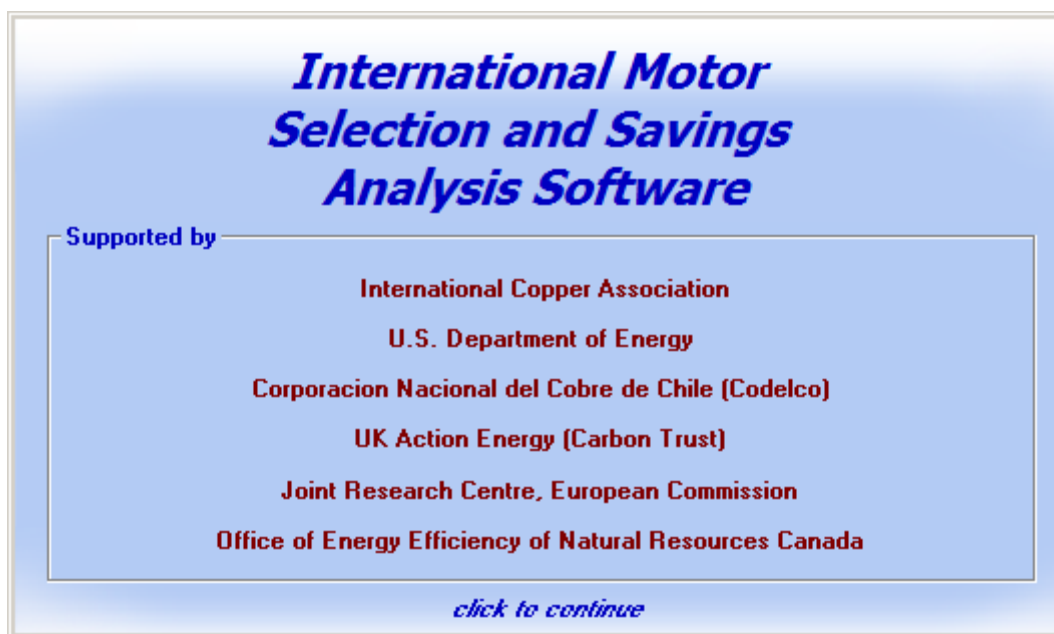 International Motor
Selection and Savings
Analysis Software
Supported by
International Copper Association
U.S. Department of Energy
Corporacion Nacional del Cobre de Chile (Codelco)
UK Action Energy (Carbon Trust)
Joint Research Centre, European Commission
Office of Energy Efficiency of Natural Resources Canada
click to continue